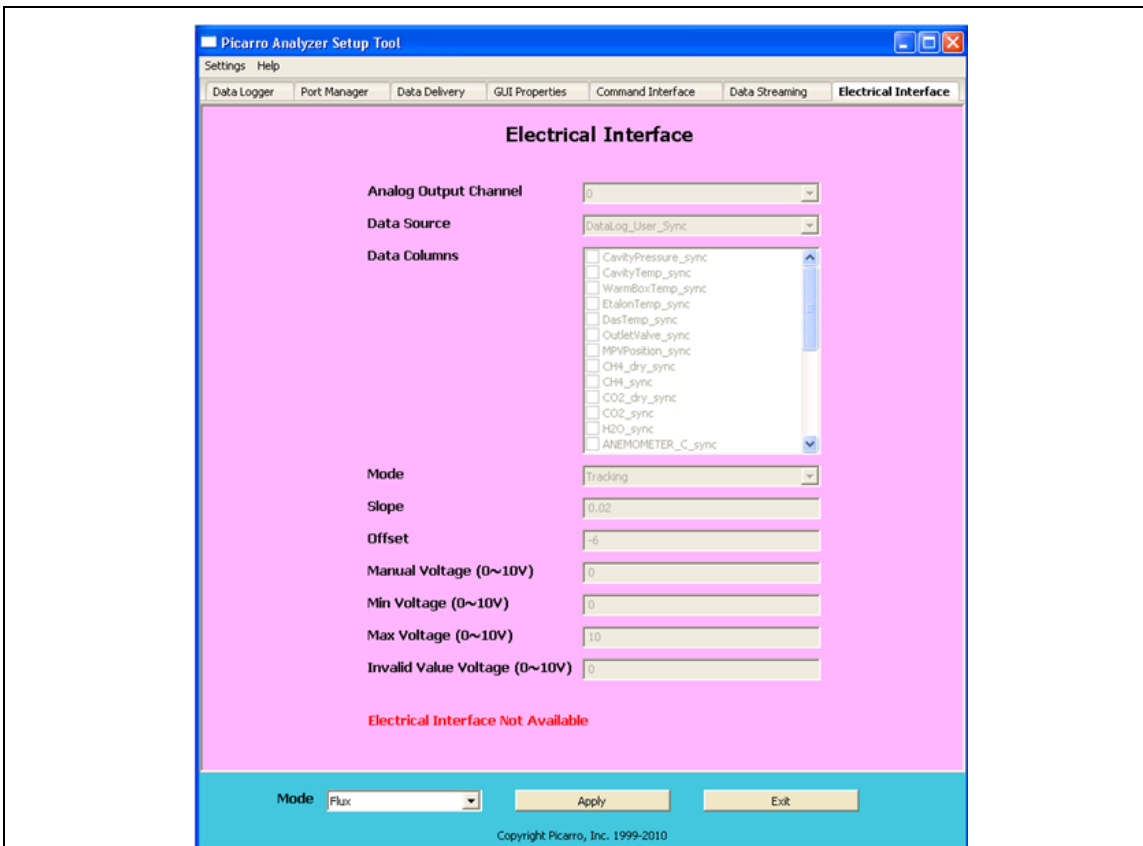 Picarro Analyzer Setup Tool
Settings Help
Data Logger Port Manager Data Delivery GUI Properties Command Interface Data Streaming Electrical Interface
Electrical Interface
Analog Output Channel 0
Data Source DataLog_User_Sync
Data Columns CavityPressure_sync
CavityTemp_sync
WarmBoxTemp_sync
EtalonTemp_sync
DasTemp_sync
OutletValve_sync
MPVPosition_sync
CH4_dry_sync
CH4_sync
CO2_dry_sync
CO2_sync
H2O_sync
ANEMOMETER_C_sync
Mode Tracking
Slope 0.02
Offset -6
Manual Voltage (0~10V) 0
Min Voltage (0~10V) 0
Max Voltage (0~10V) 10
Invalid Value Voltage (0~10V) 0
Electrical Interface Not Available
Mode Flux Apply Exit
Copyright Picarro, Inc. 1999-2010